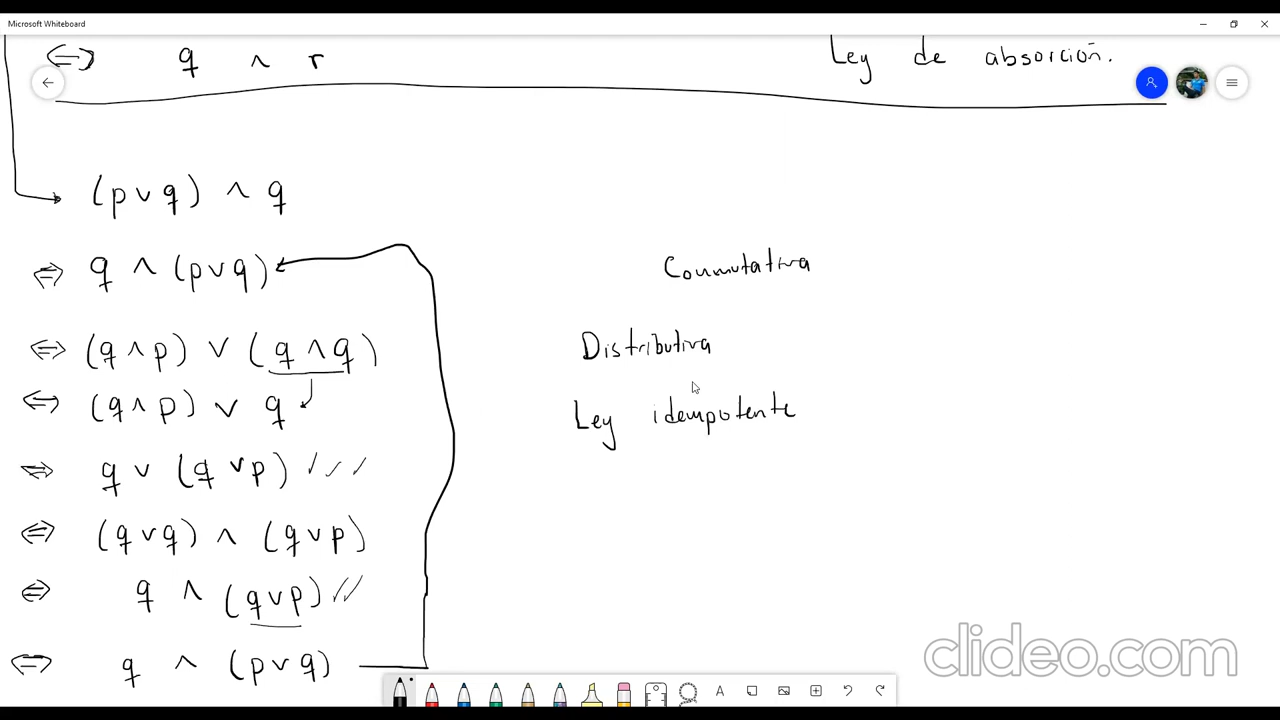 Microsoft Whiteboard
⇔ q ∧ r Ley de absorción.
(p ∨ q) ∧ q
⇔ q ∧ (p ∨ q) Conmutativa
⇔ (q ∧ p) ∨ (q ∧ q) Distributiva
⇔ (q ∧ p) ∨ q Ley idempotente
⇔ q ∨ (q ∨ p)
⇔ (q ∨ q) ∧ (q ∨ p)
⇔ q ∧ (q ∨ p)
⇔ q ∧ (p ∨ q)
clideo.com